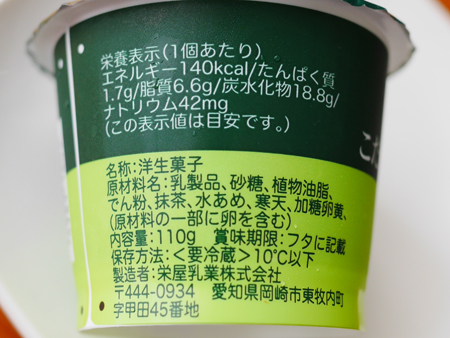 栄養表示(1個あたり)
エネルギー140kcal/たんぱく質
1.7g/脂質6.6g/炭水化物18.8g/
ナトリウム42mg
(この表示値は目安です。)
こだ
名称:洋生菓子
原材料名:乳製品、砂糖、植物油脂、
でん粉、抹茶、水あめ、寒天、加糖卵黄、
(原材料の一部に卵を含む)
内容量:110g 賞味期限:フタに記載
保存方法:<要冷蔵>10℃以下
製造者:栄屋乳業株式会社
〒444-0934 愛知県岡崎市東牧内町
字甲田45番地